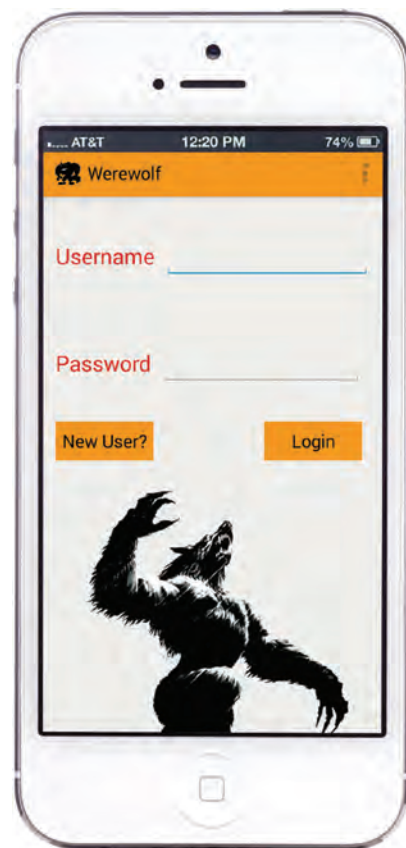 AT&T 12:20 PM 74%
Werewolf
Username
Password
New User? Login